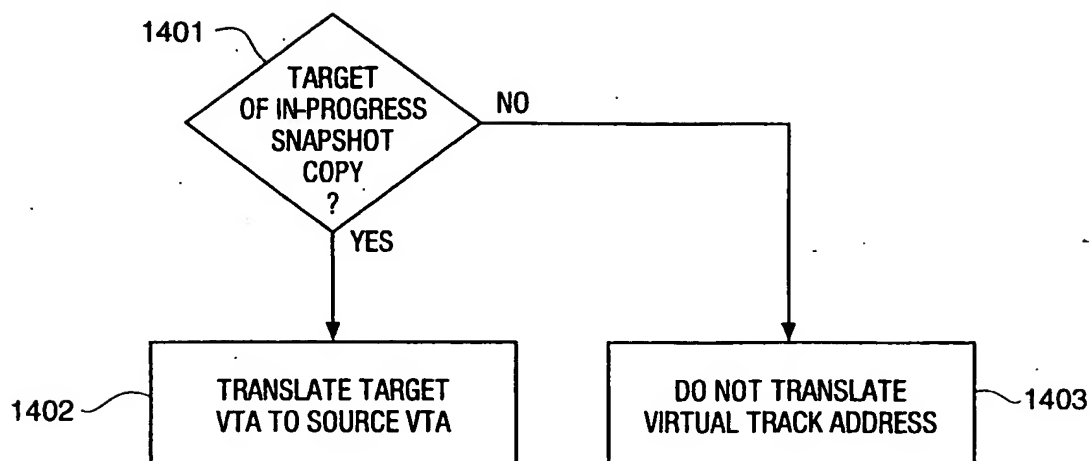 1401
TARGET
OF IN-PROGRESS
SNAPSHOT
COPY
?
NO
YES
1402
TRANSLATE TARGET
VTA TO SOURCE VTA
DO NOT TRANSLATE
VIRTUAL TRACK ADDRESS
1403